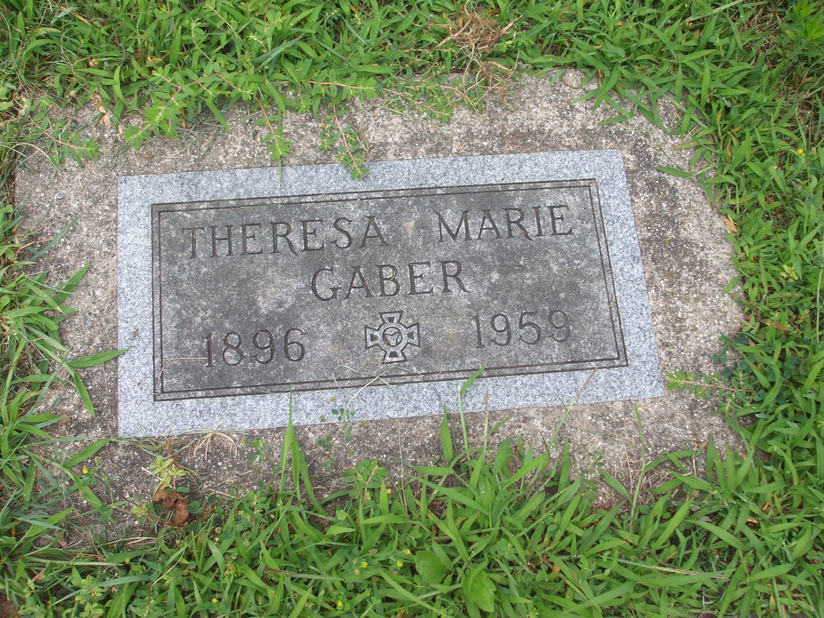 THERESA MARIE
GABER
1896 1959